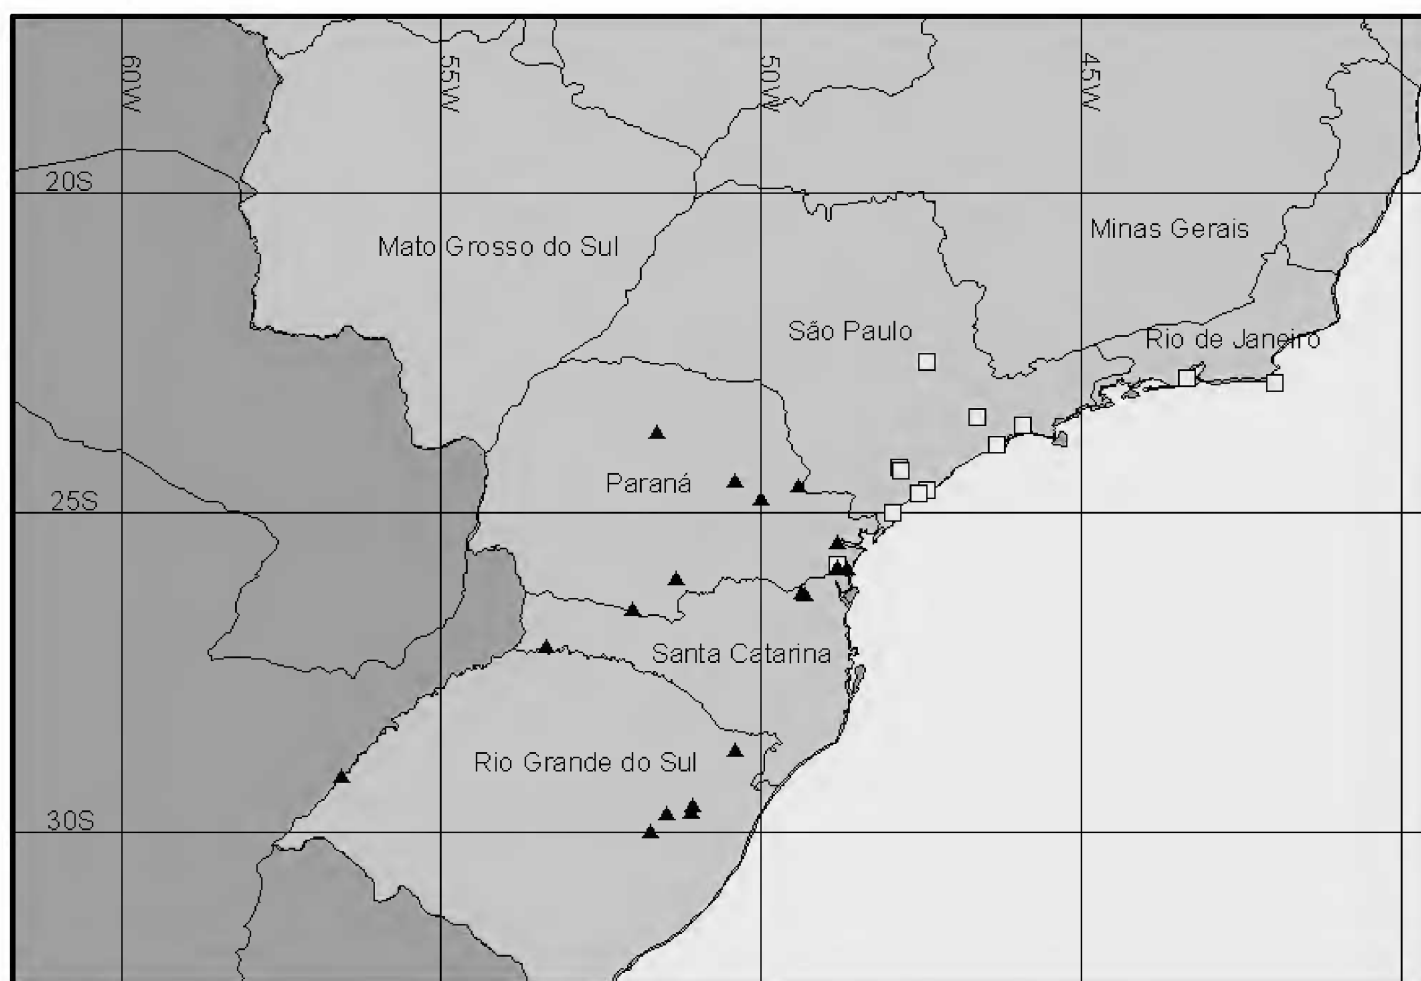 60W
55W
50W
45W
20S
Minas Gerais
Mato Grosso do Sul
São Paulo
Rio de Janeiro
Paraná
25S
Santa Catarina
Rio Grande do Sul
30S